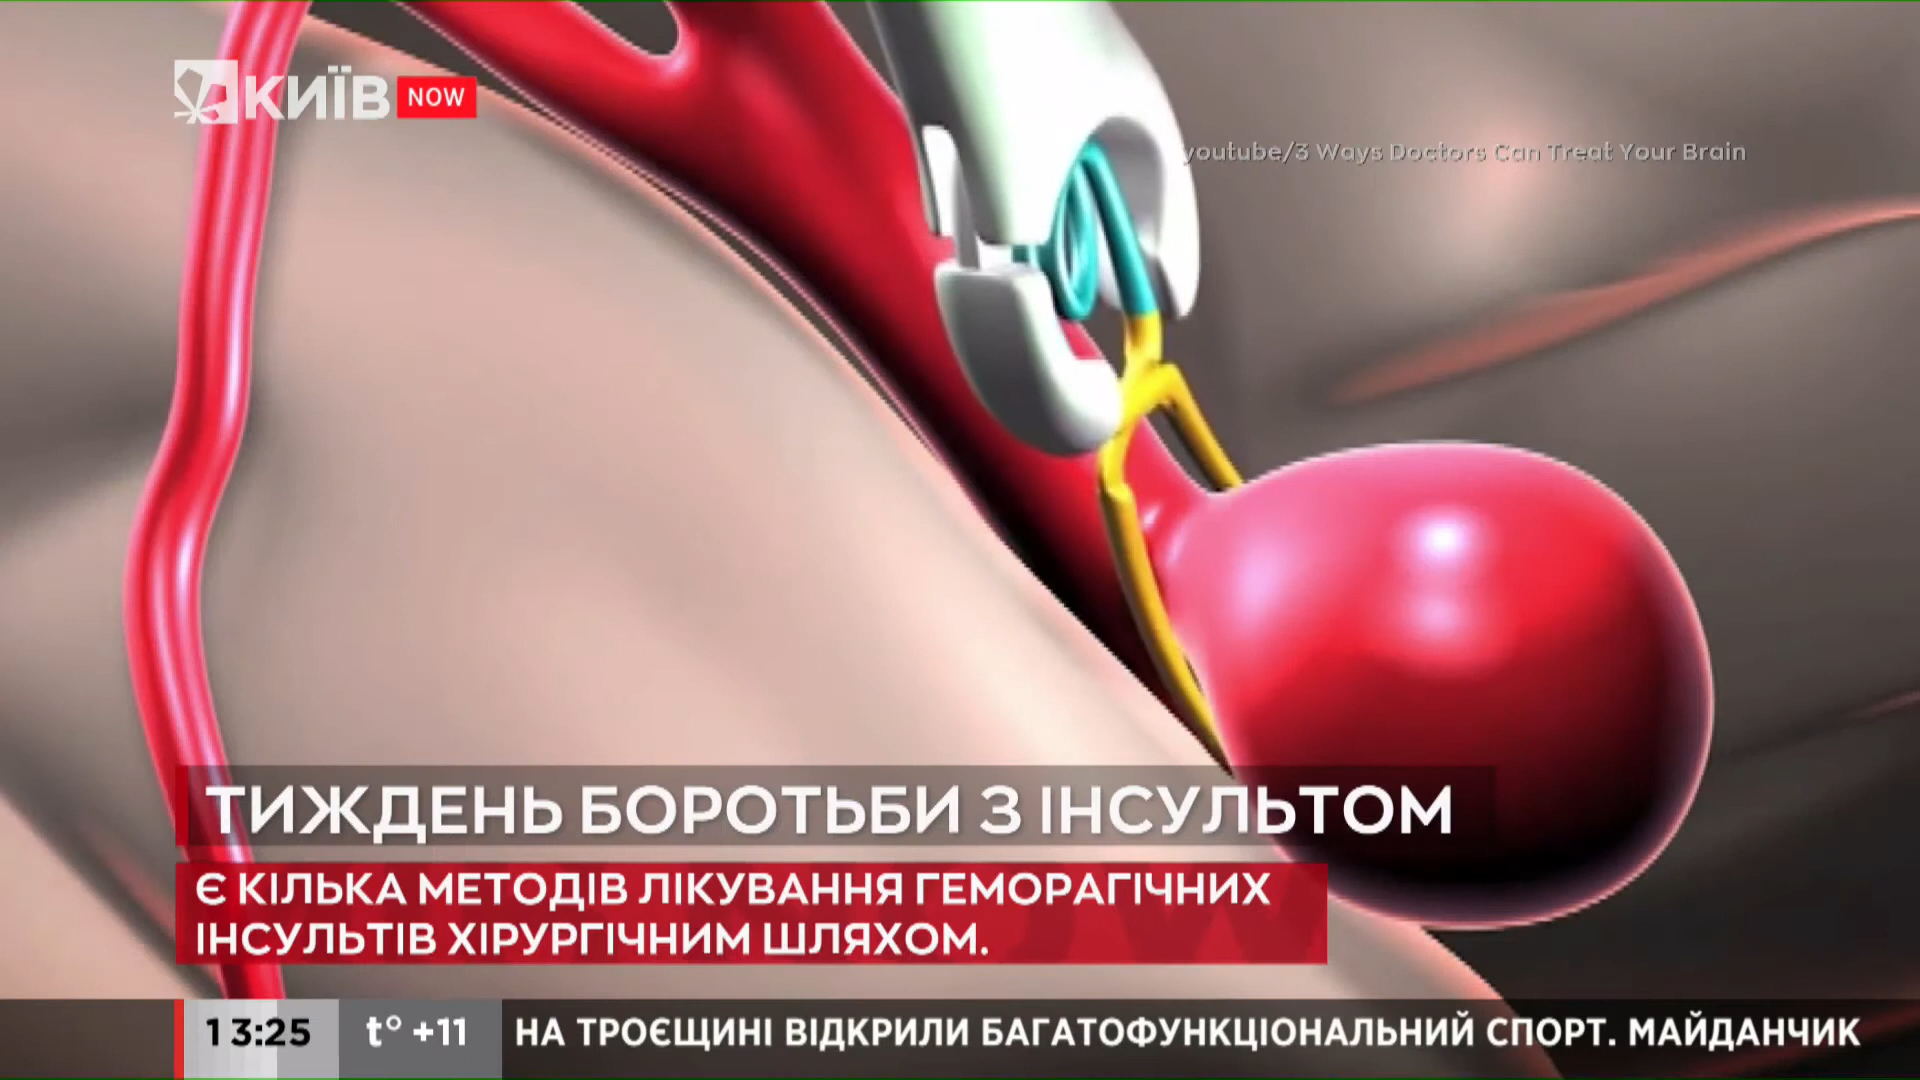 КИЇВ NOW
youtube/3 Ways Doctors Can Treat Your Brain
ТИЖДЕНЬ БОРОТЬБИ З ІНСУЛЬТОМ
Є КІЛЬКА МЕТОДІВ ЛІКУВАННЯ ГЕМОРАГІЧНИХ
ІНСУЛЬТІВ ХІРУРГІЧНИМ ШЛЯХОМ.
13:25 t° +11 НА ТРОЄЩИНІ ВІДКРИЛИ БАГАТОФУНКЦІОНАЛЬНИЙ СПОРТ. МАЙДАНЧИК